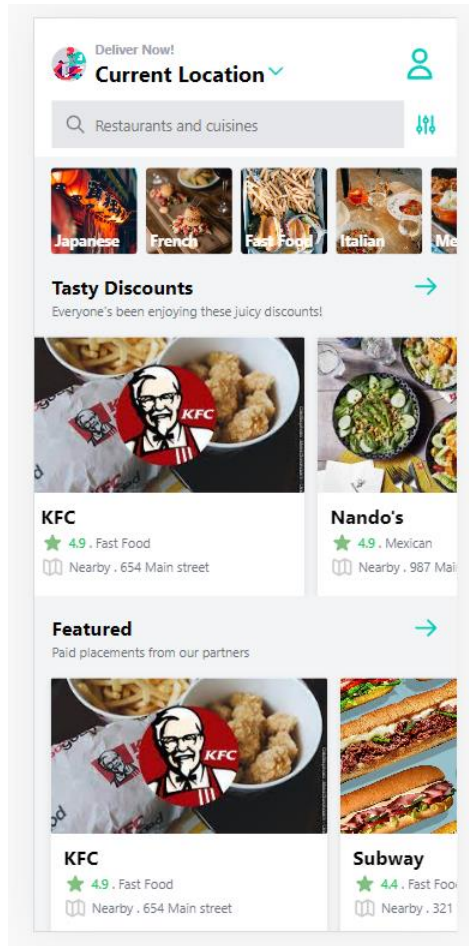 Deliver Now!
Current Location
Restaurants and cuisines
Japanese
French
Fast Food
Italian
Me
Tasty Discounts
Everyone's been enjoying these juicy discounts!
KFC
KFC
4.9 . Fast Food
Nearby . 654 Main street
Nando's
4.9 . Mexican
Nearby . 987 Mai
Featured
Paid placements from our partners
KFC
KFC
4.9 . Fast Food
Nearby . 654 Main street
Subway
4.4 . Fast Foo
Nearby . 321